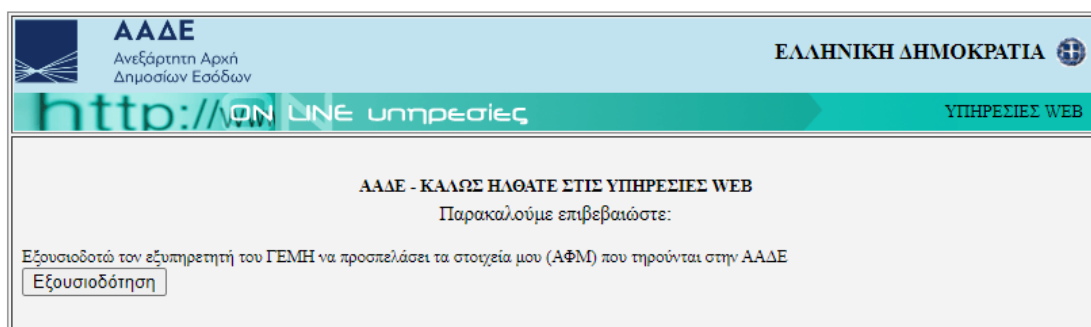 ΑΑΔΕ
Ανεξάρτητη Αρχή
Δημοσίων Εσόδων
ΕΛΛΗΝΙΚΗ ΔΗΜΟΚΡΑΤΙΑ
http://www
ON LINE υπηρεσίες
ΥΠΗΡΕΣΙΕΣ WEB
ΑΑΔΕ - ΚΑΛΩΣ ΗΛΘΑΤΕ ΣΤΙΣ ΥΠΗΡΕΣΙΕΣ WEB
Παρακαλούμε επιβεβαιώστε:
Εξουσιοδοτώ τον εξυπηρετητή του ΓΕΜΗ να προσπελάσει τα στοιχεία μου (ΑΦΜ) που τηρούνται στην ΑΑΔΕ
Εξουσιοδότηση